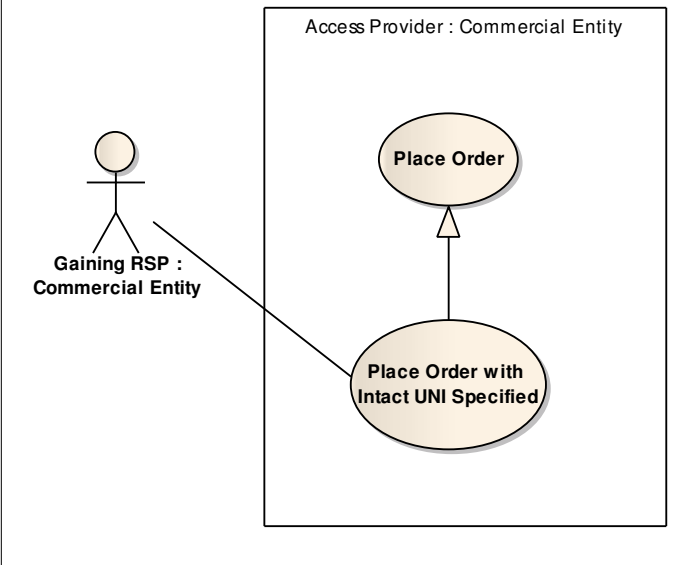 Access Provider : Commercial Entity
Place Order
Gaining RSP :
Commercial Entity
Place Order with
Intact UNI Specified